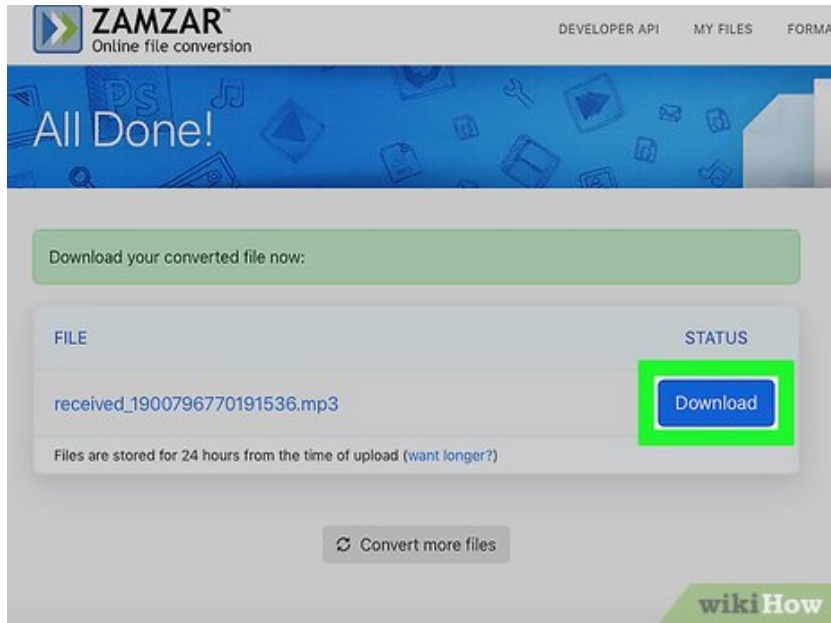 ZAMZAR™
Online file conversion
DEVELOPER API MY FILES FORMA
PS
All Done!
Download your converted file now:
FILE STATUS
received_1900796770191536.mp3 Download
Files are stored for 24 hours from the time of upload (want longer?)
Convert more files
wikiHow